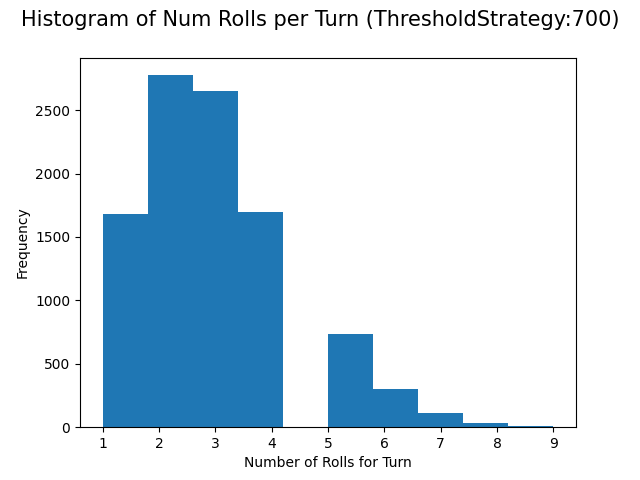 Histogram of Num Rolls per Turn (ThresholdStrategy:700)
Frequency
2500
2000
1500
1000
500
0
1 2 3 4 5 6 7 8 9
Number of Rolls for Turn